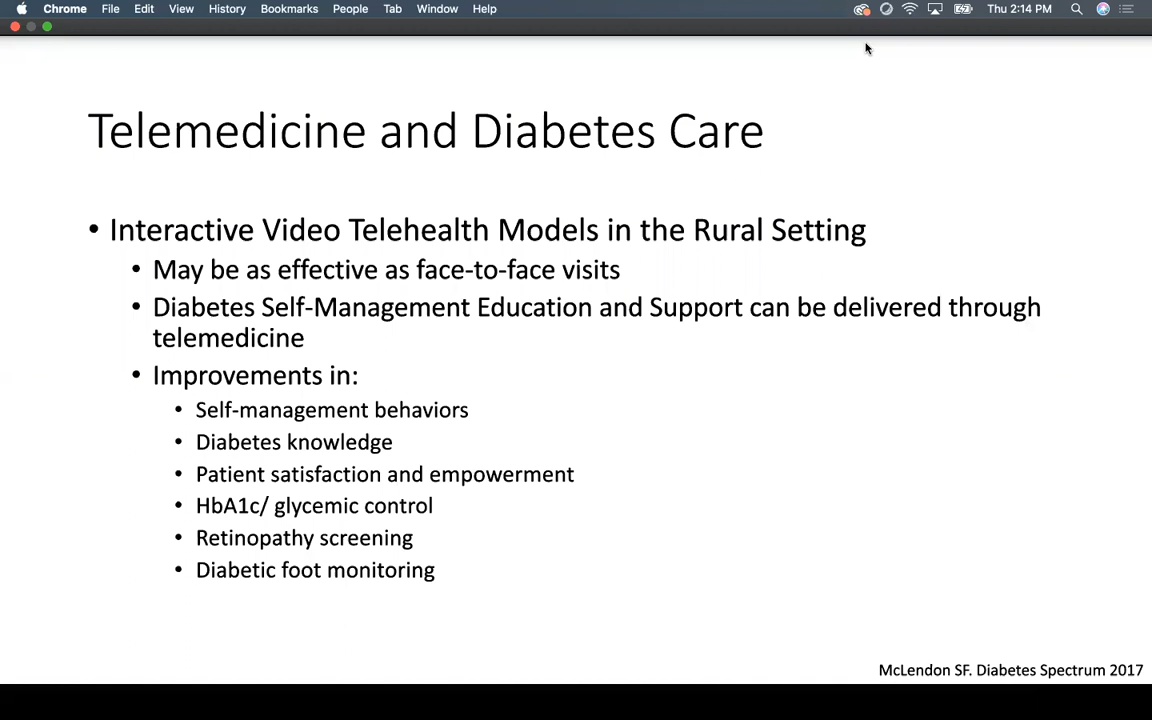 Chrome File Edit View History Bookmarks People Tab Window Help Thu 2:14 PM
Telemedicine and Diabetes Care
• Interactive Video Telehealth Models in the Rural Setting
• May be as effective as face-to-face visits
• Diabetes Self-Management Education and Support can be delivered through
telemedicine
• Improvements in:
• Self-management behaviors
• Diabetes knowledge
• Patient satisfaction and empowerment
• HbA1c/ glycemic control
• Retinopathy screening
• Diabetic foot monitoring
McLendon SF. Diabetes Spectrum 2017